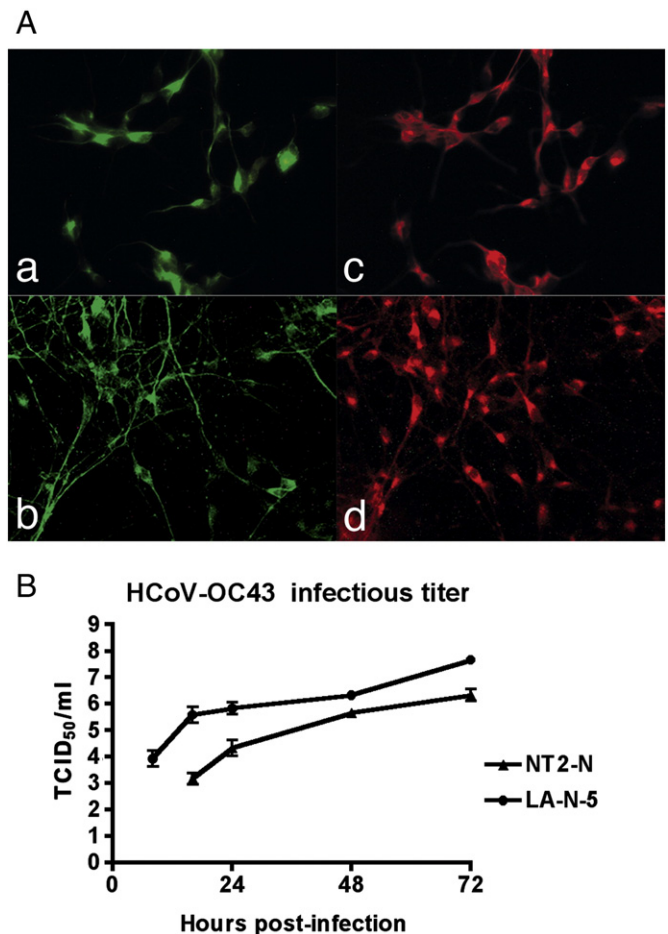 A
a
c
b
d
B
HCoV-OC43 infectious titer
9
8
7
6
5
4
3
2
1
0
TCID₅₀/ml
0
24
48
72
Hours post-infection
NT2-N
LA-N-5